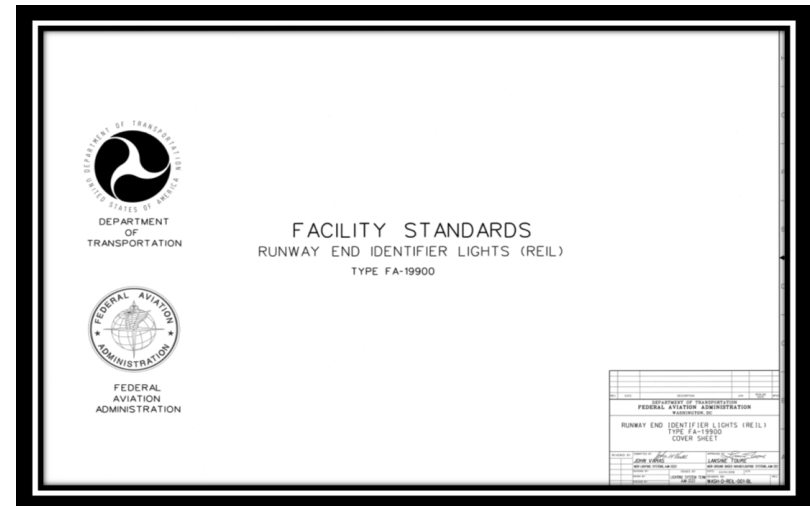 DEPARTMENT OF TRANSPORTATION
UNITED STATES OF AMERICA
DEPARTMENT
OF
TRANSPORTATION
FACILITY STANDARDS
RUNWAY END IDENTIFIER LIGHTS (REIL)
TYPE FA-19900
FEDERAL AVIATION
ADMINISTRATION
FEDERAL
AVIATION
ADMINISTRATION
DEPARTMENT OF TRANSPORTATION
FEDERAL AVIATION ADMINISTRATION
WASHINGTON, DC
RUNWAY END IDENTIFIER LIGHTS (REIL)
TYPE FA-19900
COVER SHEET
JOHN VARAS
LANSINE TOURE